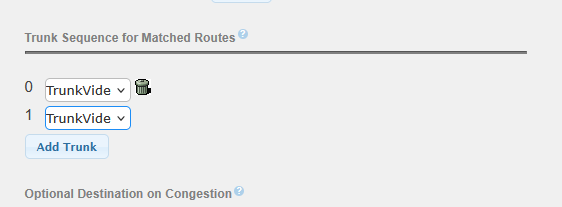 Trunk Sequence for Matched Routes ?
0 TrunkVide
1 TrunkVide
Add Trunk
Optional Destination on Congestion ?